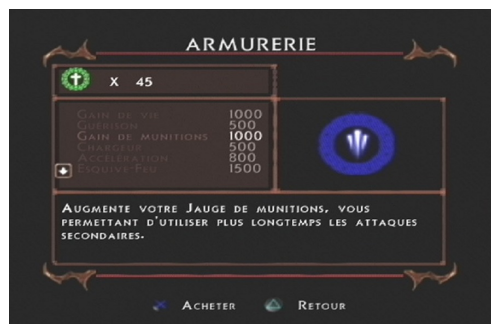 ARMURERIE
X 45
GAIN DE VIE 1000
GUÉRISON 500
GAIN DE MUNITIONS 1000
CHARGEUR 500
ACCÉLÉRATION 800
ESQUIVE-FEU 1500
AUGMENTE VOTRE JAUGE DE MUNITIONS, VOUS
PERMETTANT D'UTILISER PLUS LONGTEMPS LES ATTAQUES
SECONDAIRES.
ACHETER RETOUR